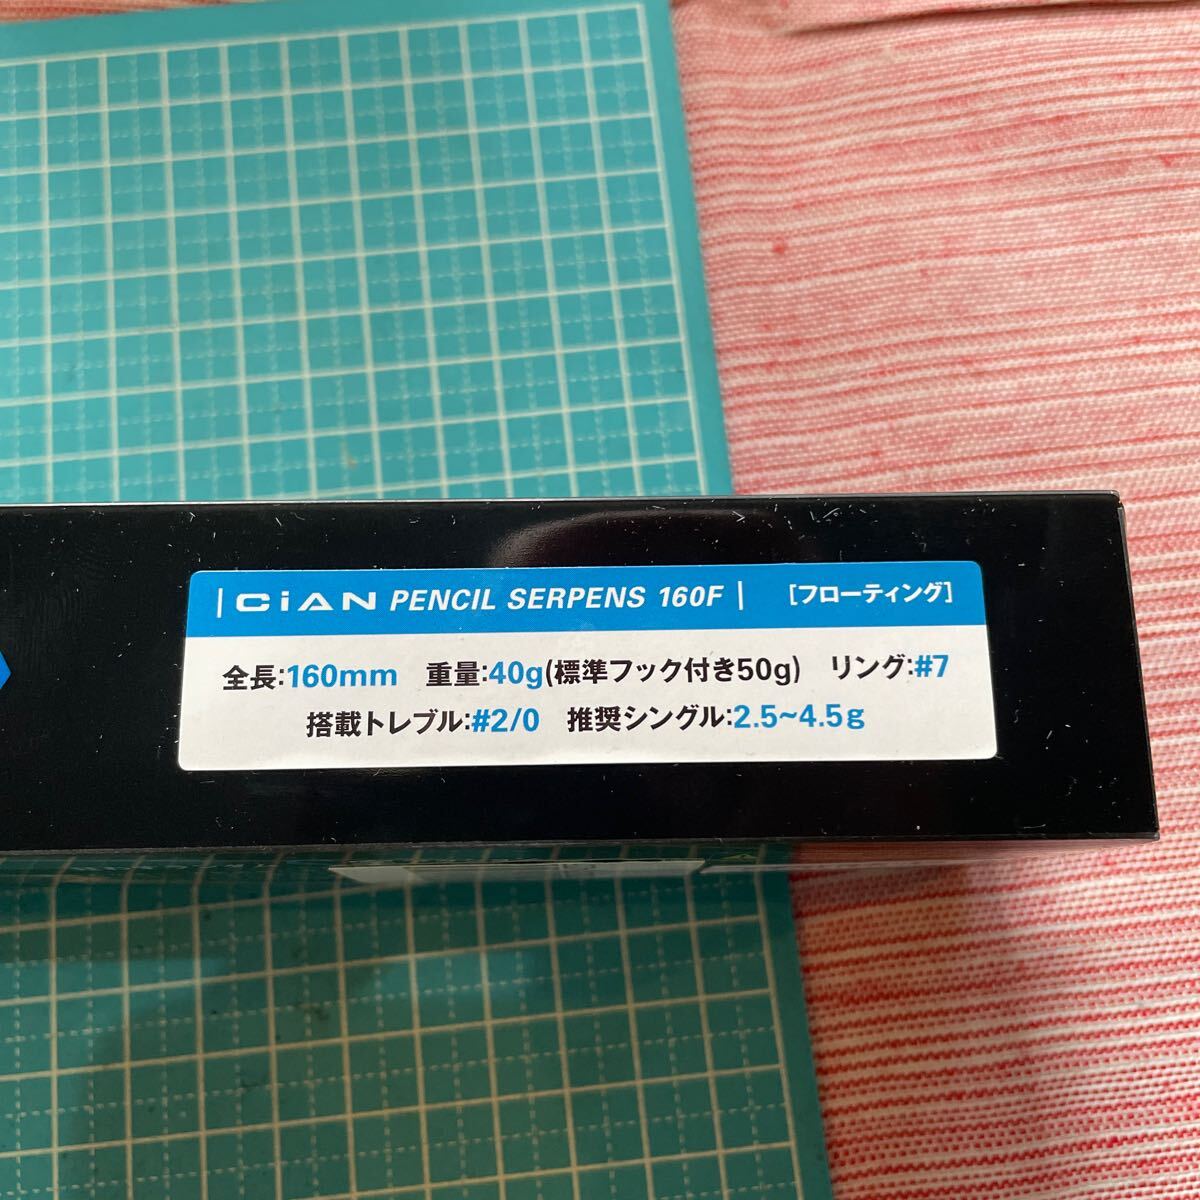 | CiAN PENCIL SERPENS 160F | [フローティング]
全長:160mm 重量:40g(標準フック付き50g) リング:#7
搭載トレブル:#2/0 推奨シングル:2.5~4.5g